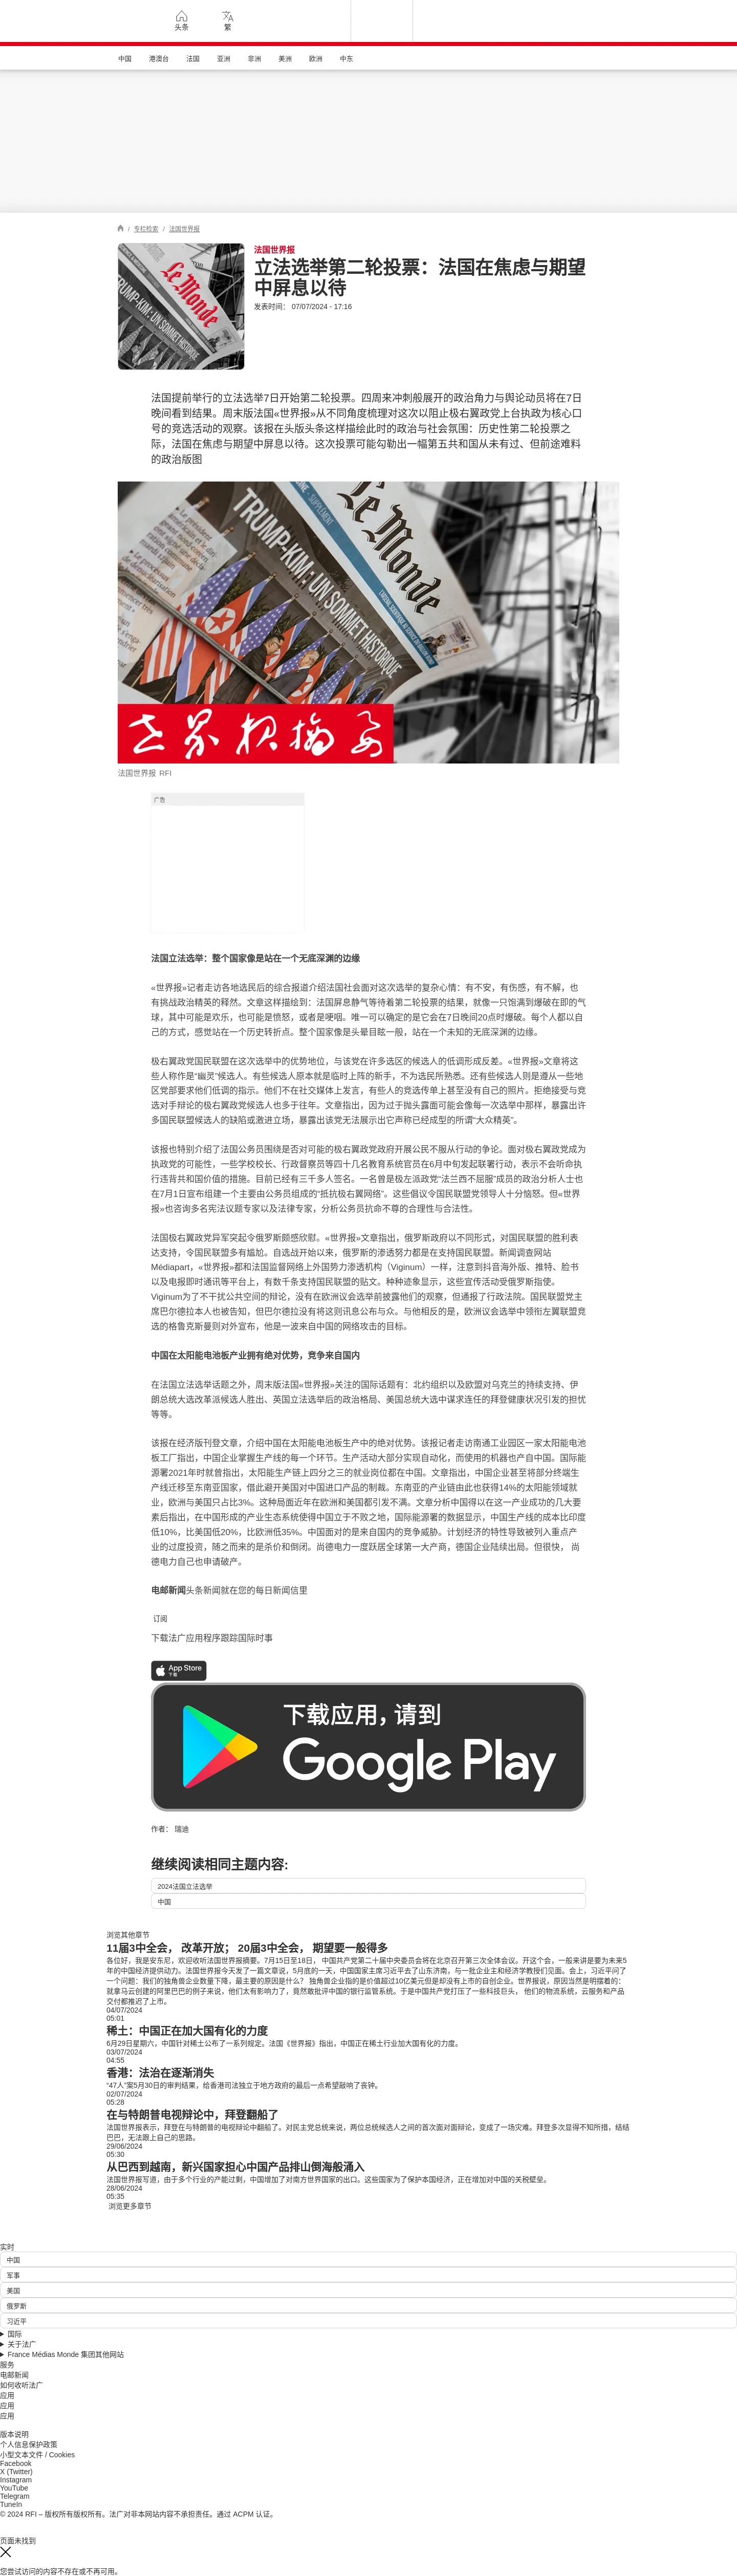 头条
繁
中国 港澳台 法国 亚洲 非洲 美洲 欧洲 中东
/ 专栏检索 / 法国世界报
法国世界报
立法选举第二轮投票：法国在焦虑与期望
中屏息以待
发表时间： 07/07/2024 - 17:16
Le Monde
TRUMP-KIM: UN SOMMET HISTORIQUE
法国提前举行的立法选举7日开始第二轮投票。四周来冲刺般展开的政治角力与舆论动员将在7日
晚间看到结果。周末版法国«世界报»从不同角度梳理对这次以阻止极右翼政党上台执政为核心口
号的竞选活动的观察。该报在头版头条这样描绘此时的政治与社会氛围：历史性第二轮投票之
际，法国在焦虑与期望中屏息以待。这次投票可能勾勒出一幅第五共和国从未有过、但前途难料
的政治版图
Le Monde
TRUMP-KIM: UN SOMMET HISTORIQUE
世界报摘要
法国世界报 RFI
广告
法国立法选举：整个国家像是站在一个无底深渊的边缘
«世界报»记者走访各地选民后的综合报道介绍法国社会面对这次选举的复杂心情：有不安，有伤感，有不解，也
有挑战政治精英的释然。文章这样描绘到：法国屏息静气等待着第二轮投票的结果，就像一只饱满到爆破在即的气
球，其中可能是欢乐，也可能是愤怒，或者是哽咽。唯一可以确定的是它会在7日晚间20点时爆破。每个人都以自
己的方式，感觉站在一个历史转折点。整个国家像是头晕目眩一般，站在一个未知的无底深渊的边缘。
极右翼政党国民联盟在这次选举中的优势地位，与该党在许多选区的候选人的低调形成反差。«世界报»文章将这
些人称作是“幽灵”候选人。有些候选人原本就是临时上阵的新手，不为选民所熟悉。还有些候选人则是遵从一些地
区党部要求他们低调的指示。他们不在社交媒体上发言，有些人的竞选传单上甚至没有自己的照片。拒绝接受与竞
选对手辩论的极右翼政党候选人也多于往年。文章指出，因为过于抛头露面可能会像每一次选举中那样，暴露出许
多国民联盟候选人的缺陷或激进立场，暴露出该党无法展示出它声称已经成型的所谓“大众精英”。
该报也特别介绍了法国公务员围绕是否对可能的极右翼政党政府开展公民不服从行动的争论。面对极右翼政党成为
执政党的可能性，一些学校校长、行政督察员等四十几名教育系统官员在6月中旬发起联署行动，表示不会听命执
行违背共和国价值的措施。目前已经有三千多人签名。一名曾是极左派政党“法兰西不屈服”成员的政治分析人士也
在7月1日宣布组建一个主要由公务员组成的“抵抗极右翼网络”。这些倡议令国民联盟党领导人十分恼怒。但«世界
报»也咨询多名宪法议题专家以及法律专家，分析公务员抗命不尊的合理性与合法性。
法国极右翼政党异军突起令俄罗斯颇感欣慰。«世界报»文章指出，俄罗斯政府以不同形式，对国民联盟的胜利表
达支持，令国民联盟多有尴尬。自选战开始以来，俄罗斯的渗透努力都是在支持国民联盟。新闻调查网站
Médiapart，«世界报»都和法国监督网络上外国势力渗透机构（Viginum）一样，注意到抖音海外版、推特、脸书
以及电报即时通讯等平台上，有数千条支持国民联盟的贴文。种种迹象显示，这些宣传活动受俄罗斯指使。
Viginum为了不干扰公共空间的辩论，没有在欧洲议会选举前披露他们的观察，但通报了行政法院。国民联盟党主
席巴尔德拉本人也被告知，但巴尔德拉没有将这则讯息公布与众。与他相反的是，欧洲议会选举中领衔左翼联盟竞
选的格鲁克斯曼则对外宣布，他是一波来自中国的网络攻击的目标。
中国在太阳能电池板产业拥有绝对优势，竞争来自国内
在法国立法选举话题之外，周末版法国«世界报»关注的国际话题有：北约组织以及欧盟对乌克兰的持续支持、伊
朗总统大选改革派候选人胜出、英国立法选举后的政治格局、美国总统大选中谋求连任的拜登健康状况引发的担忧
等等。
该报在经济版刊登文章，介绍中国在太阳能电池板生产中的绝对优势。该报记者走访南通工业园区一家太阳能电池
板工厂指出，中国企业掌握生产线的每一个环节。生产活动大部分实现自动化，而使用的机器也产自中国。国际能
源署2021年时就曾指出，太阳能生产链上四分之三的就业岗位都在中国。文章指出，中国企业甚至将部分终端生
产线迁移至东南亚国家，借此避开美国对中国进口产品的制裁。东南亚的产业链由此也获得14%的太阳能领域就
业，欧洲与美国只占比3%。这种局面近年在欧洲和美国都引发不满。文章分析中国得以在这一产业成功的几大要
素后指出，在中国形成的产业生态系统使得中国立于不败之地，国际能源署的数据显示，中国生产线的成本比印度
低10%，比美国低20%，比欧洲低35%。中国面对的是来自国内的竞争威胁。计划经济的特性导致被列入重点产
业的过度投资，随之而来的是杀价和倒闭。尚德电力一度跃居全球第一大产商，德国企业陆续出局。但很快， 尚
德电力自己也申请破产。
电邮新闻头条新闻就在您的每日新闻信里
订阅
下载法广应用程序跟踪国际时事
App Store
下载
下载应用，请到
Google Play
作者： 瑞迪
继续阅读相同主题内容:
2024法国立法选举
中国
浏览其他章节
11届3中全会， 改革开放； 20届3中全会， 期望要一般得多
各位好，我是安东尼，欢迎收听法国世界报摘要。7月15日至18日， 中国共产党第二十届中央委员会将在北京召开第三次全体会议。开这个会，一般来讲是要为未来5
年的中国经济提供动力。法国世界报今天发了一篇文章说，5月底的一天，中国国家主席习近平去了山东济南，与一批企业主和经济学教授们见面。会上，习近平问了
一个问题：我们的独角兽企业数量下降，最主要的原因是什么？ 独角兽企业指的是价值超过10亿美元但是却没有上市的自创企业。世界报说，原因当然是明摆着的：
就拿马云创建的阿里巴巴的例子来说，他们太有影响力了，竟然敢批评中国的银行监管系统。于是中国共产党打压了一些科技巨头， 他们的物流系统，云服务和产品
交付都推迟了上市。
04/07/2024
05:01
稀土：中国正在加大国有化的力度
6月29日星期六，中国针对稀土公布了一系列规定。法国《世界报》指出，中国正在稀土行业加大国有化的力度。
03/07/2024
04:55
香港：法治在逐渐消失
“47人”案5月30日的审判结果，给香港司法独立于地方政府的最后一点希望敲响了丧钟。
02/07/2024
05:28
在与特朗普电视辩论中，拜登翻船了
法国世界报表示，拜登在与特朗普的电视辩论中翻船了。对民主党总统来说，两位总统候选人之间的首次面对面辩论，变成了一场灾难。拜登多次显得不知所措，结结
巴巴，无法跟上自己的思路。
29/06/2024
05:30
从巴西到越南，新兴国家担心中国产品排山倒海般涌入
法国世界报写道，由于多个行业的产能过剩，中国增加了对南方世界国家的出口。这些国家为了保护本国经济，正在增加对中国的关税壁垒。
28/06/2024
05:35
浏览更多章节
实时
中国
军事
美国
俄罗斯
习近平
国际
关于法广
France Médias Monde 集团其他网站
服务
电邮新闻
如何收听法广
应用
应用
应用
版本说明
个人信息保护政策
小型文本文件 / Cookies
Facebook
X (Twitter)
Instagram
YouTube
Telegram
TuneIn
© 2024 RFI – 版权所有版权所有。法广对非本网站内容不承担责任。通过 ACPM 认证。
页面未找到
您尝试访问的内容不存在或不再可用。